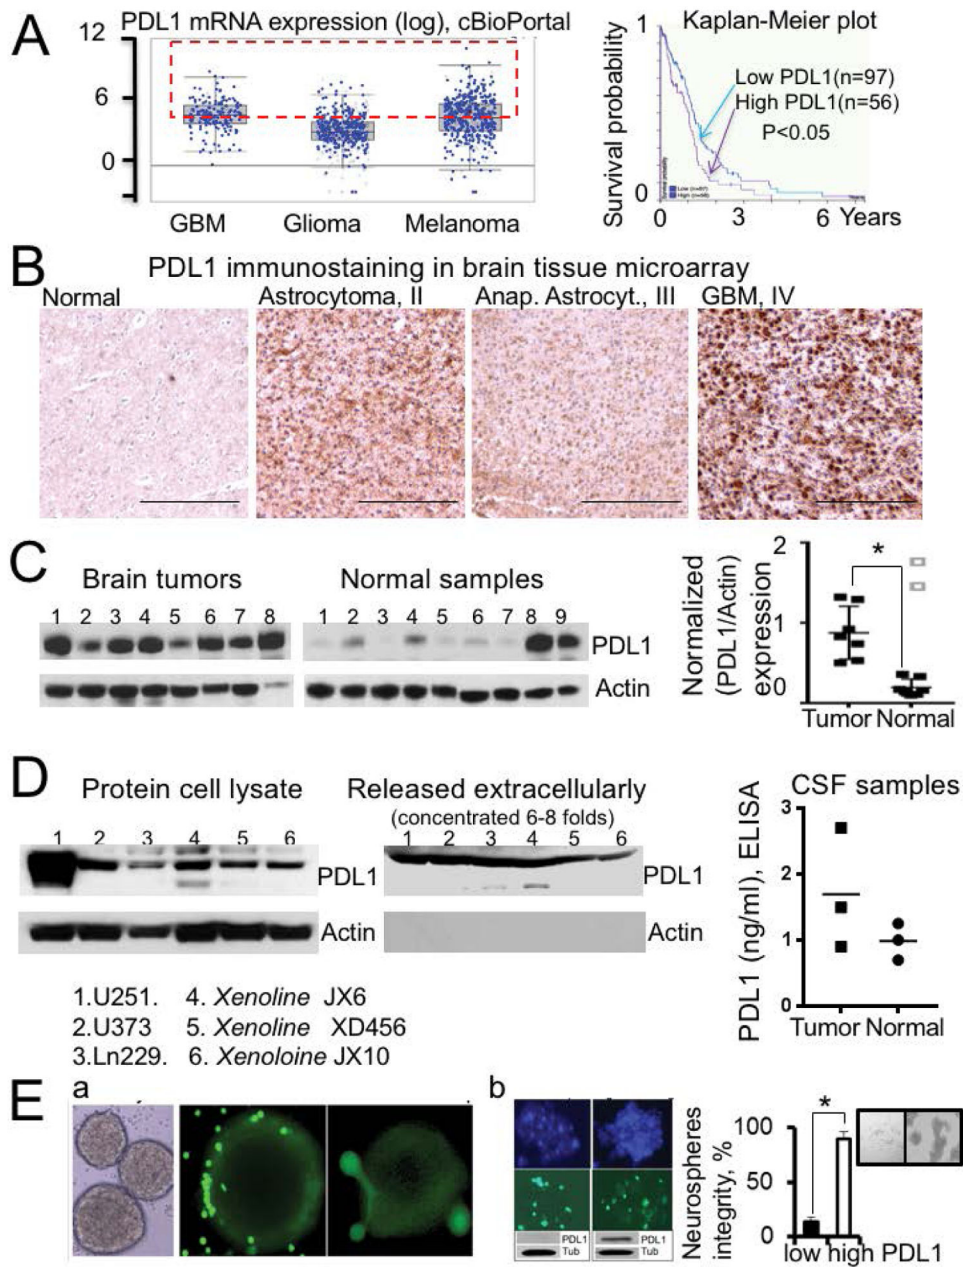 A
PDL1 mRNA expression (log), cBioPortal
12
6
0
GBM Glioma Melanoma
Kaplan-Meier plot
Survival probability
1
0
Low PDL1(n=97)
High PDL1(n=56)
P<0.05
Survival probability
Low (n=97)
High (n=56)
0 3 6 Years
B
PDL1 immunostaining in brain tissue microarray
Normal Astrocytoma, II Anap. Astrocyt., III GBM, IV
C
Brain tumors Normal samples
1 2 3 4 5 6 7 8 1 2 3 4 5 6 7 8 9
PDL1
Actin
Normalized
(PDL1/Actin)
expression
2
1
0
*
Tumor Normal
D
Protein cell lysate
1 2 3 4 5 6
PDL1
Actin
Released extracellularly
(concentrated 6-8 folds)
1 2 3 4 5 6
PDL1
Actin
CSF samples
PDL1 (ng/ml), ELISA
3
2
1
0
Tumor Normal
1.U251. 4. Xenoline JX6
2.U373 5. Xenoline XD456
3.Ln229. 6. Xenoloine JX10
E
a
b
PDL1 PDL1
Tub Tub
Neurospheres
integrity, %
100
50
0
*
low high PDL1